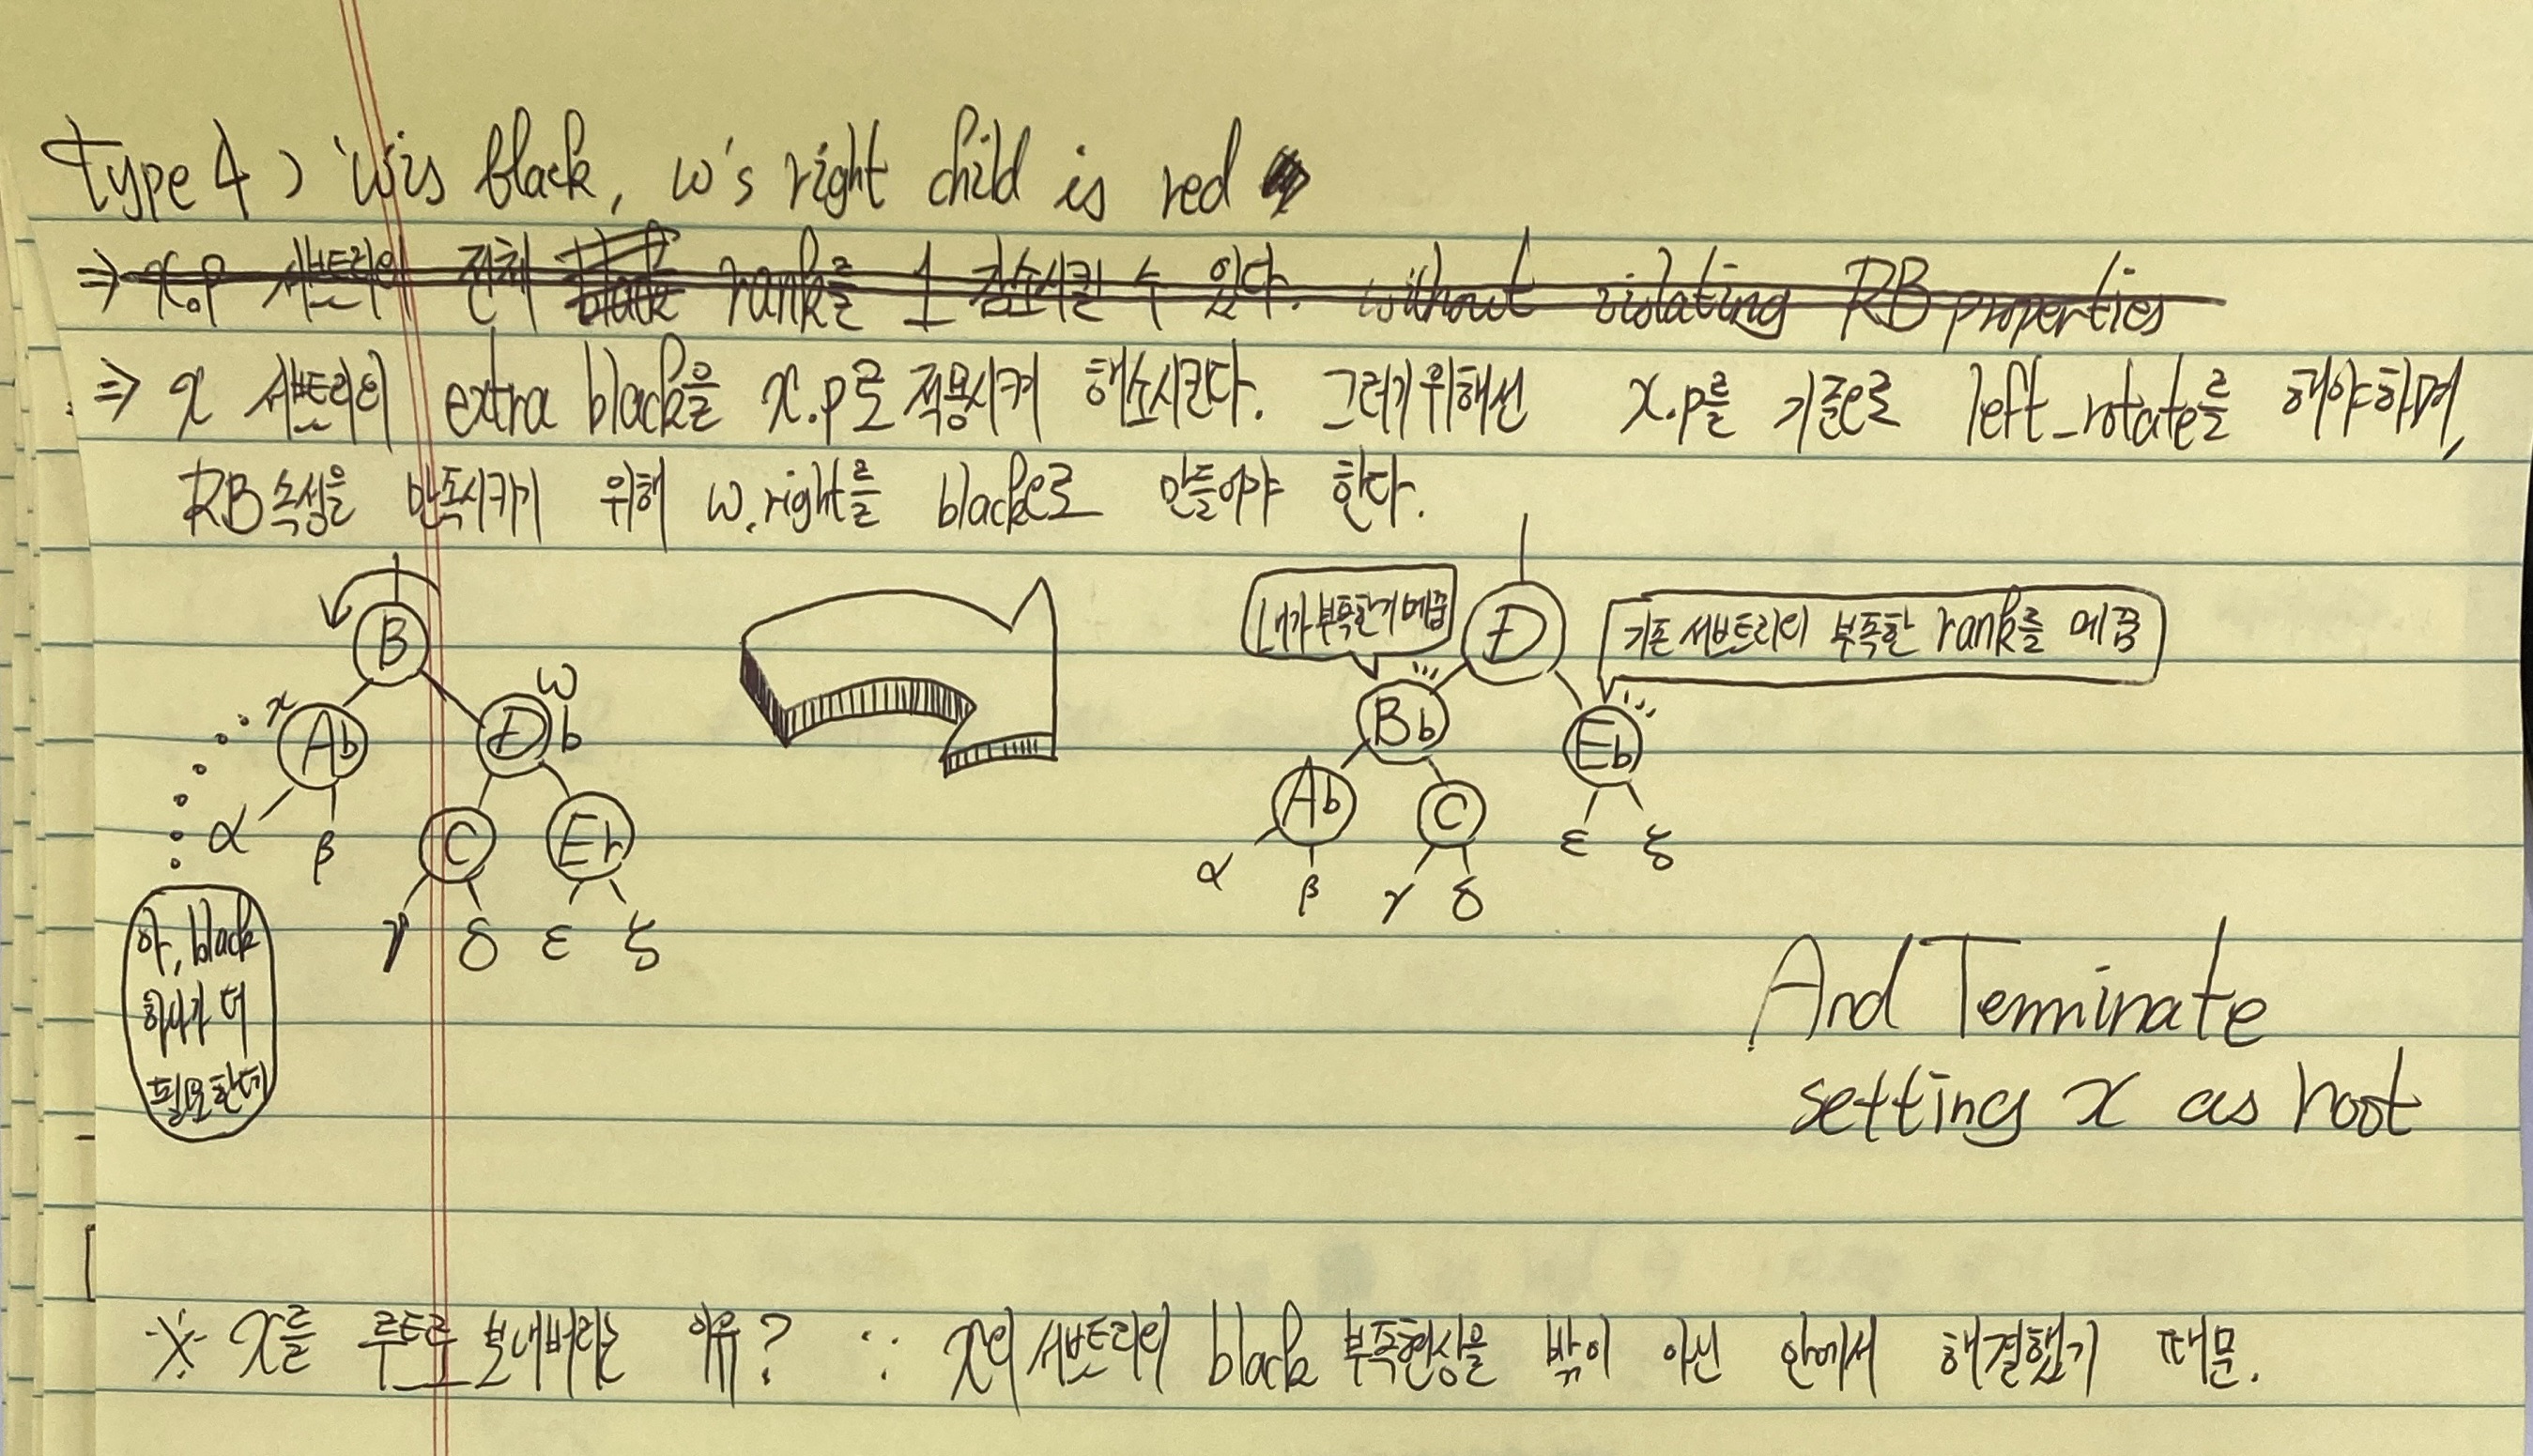 Type 4) w is black, w's right child is red
⇒ x.p 서브트리의 전체 black rank를 1 감소시킬 수 있다. without violating RB properties
⇒ x 서브트리의 extra black을 x.p로 적용시켜 해소시킨다. 그러기위해선 x.p를 기준으로 left_rotate를 해야하며,
RB속성을 만족시키기 위해 w.right를 black으로 만들어야 한다.
B
x
Ab
w
D b
α
β
C
Er
γ δ ε ζ
아, black
하나가 더
필요한데
내가 부족한거 메꿈
D
기존 서브트리의 부족한 rank를 메꿈
Bb
Eb
Ab
C
ε ζ
α β γ δ
And Terminate
setting x as root
※ x를 루트로 보내버리는 이유? ∵ x의 서브트리의 black 부족현상을 밖이 아닌 안에서 해결했기 때문.